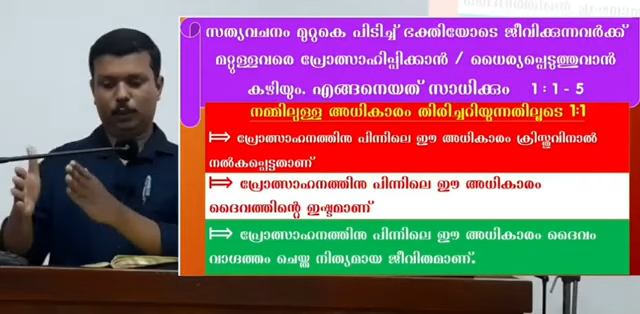 സത്യവചനം മുറുകെ പിടിച്ച് ഭക്തിയോടെ ജീവിക്കുന്നവർക്ക്
മറ്റുള്ളവരെ പ്രോത്സാഹിപ്പിക്കാൻ / ധൈര്യപ്പെടുത്തുവാൻ
കഴിയും. എങ്ങനെയത് സാധിക്കും 1:1-5
നമ്മിലുള്ള അധികാരം തിരിച്ചറിയുന്നതിലൂടെ 1:1
⤇ പ്രോത്സാഹനത്തിനു പിന്നിലെ ഈ അധികാരം ക്രിസ്തുവിനാൽ
നൽകപ്പെട്ടതാണ്
⤇ പ്രോത്സാഹനത്തിനു പിന്നിലെ ഈ അധികാരം
ദൈവത്തിന്റെ ഇഷ്ടമാണ്
⤇ പ്രോത്സാഹനത്തിനു പിന്നിലെ ഈ അധികാരം ദൈവം
വാഗ്ദത്തം ചെയ്ത നിത്യമായ ജീവിതമാണ്.